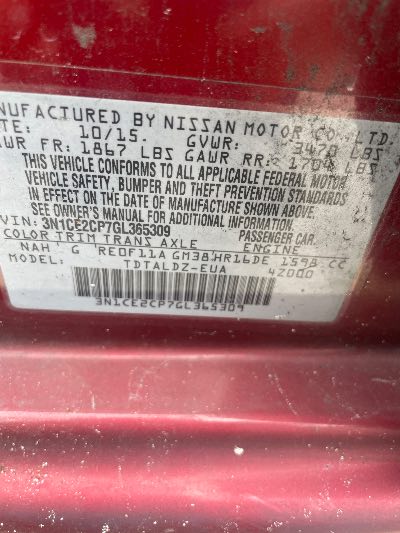 MANUFACTURED BY NISSAN MOTOR CO., LTD.
DATE: 10/15. GVWR: 3470 LBS
GAWR FR: 1867 LBS GAWR RR: 1704 LBS
THIS VEHICLE CONFORMS TO ALL APPLICABLE FEDERAL MOTOR
VEHICLE SAFETY, BUMPER AND THEFT PREVENTION STANDARDS
IN EFFECT ON THE DATE OF MANUFACTURE SHOWN ABOVE.
SEE OWNER'S MANUAL FOR ADDITIONAL INFORMATION.
VIN: 3N1CE2CP7GL365309 PASSENGER CAR.
COLOR TRIM TRANS AXLE ENGINE
NAH G RE0F11A GM38 HR16DE 1598 CC
MODEL: TDTALDZ-EUA 42000
3N1CE2CP7GL365309